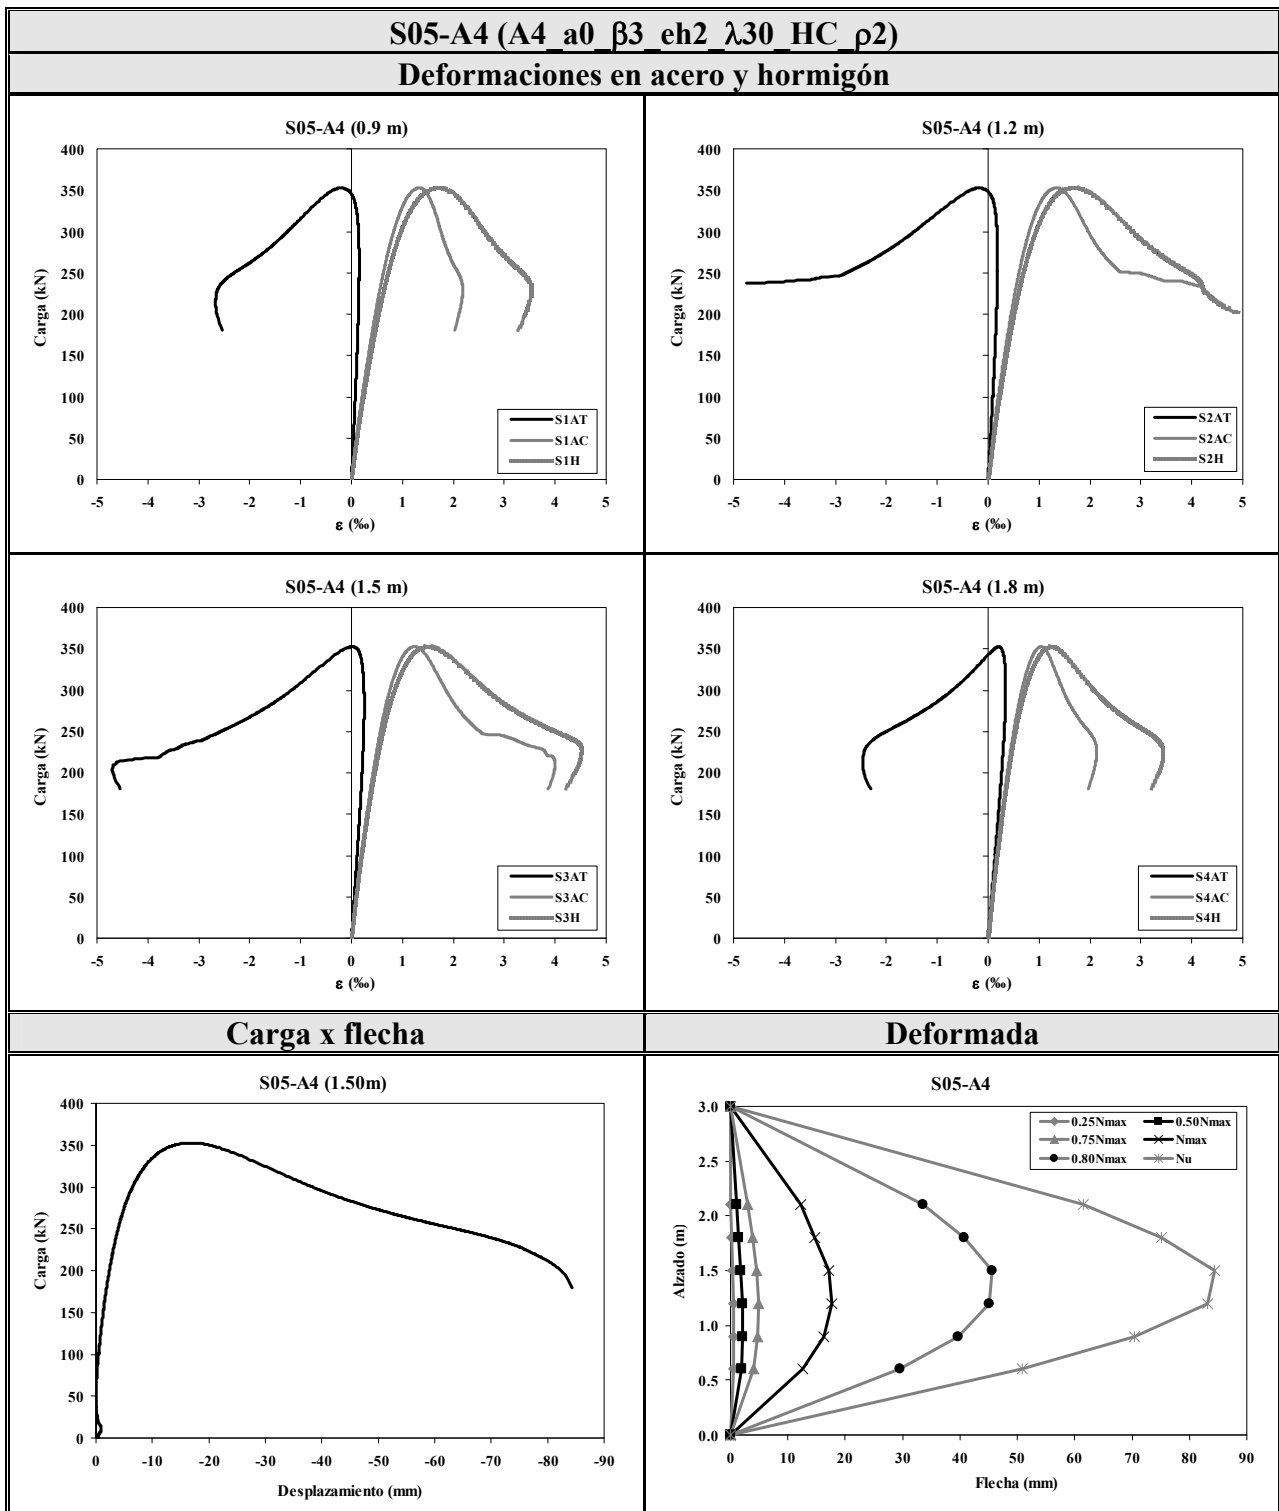 S05-A4 (A4_a0_β3_eh2_λ30_HC_ρ2)
Deformaciones en acero y hormigón
S05-A4 (0.9 m)
400
350
300
250
200
150
100
50
0
Carga (kN)
-5 -4 -3 -2 -1 0 1 2 3 4 5
ε (‰)
S1AT
S1AC
S1H
S05-A4 (1.2 m)
400
350
300
250
200
150
100
50
0
Carga (kN)
-5 -4 -3 -2 -1 0 1 2 3 4 5
ε (‰)
S2AT
S2AC
S2H
S05-A4 (1.5 m)
400
350
300
250
200
150
100
50
0
Carga (kN)
-5 -4 -3 -2 -1 0 1 2 3 4 5
ε (‰)
S3AT
S3AC
S3H
S05-A4 (1.8 m)
400
350
300
250
200
150
100
50
0
Carga (kN)
-5 -4 -3 -2 -1 0 1 2 3 4 5
ε (‰)
S4AT
S4AC
S4H
Carga x flecha
S05-A4 (1.50m)
400
350
300
250
200
150
100
50
0
Carga (kN)
0 -10 -20 -30 -40 -50 -60 -70 -80 -90
Desplazamiento (mm)
Deformada
S05-A4
3.0
2.5
2.0
1.5
1.0
0.5
0.0
Alzado (m)
0 10 20 30 40 50 60 70 80 90
Flecha (mm)
0.25Nmax 0.50Nmax
0.75Nmax Nmax
0.80Nmax Nu